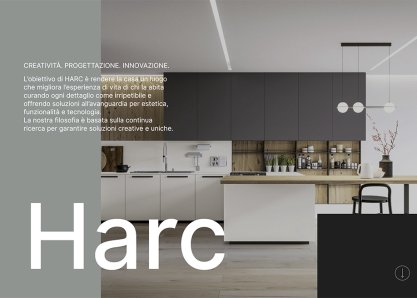 CREATIVITÀ. PROGETTAZIONE. INNOVAZIONE.
L'obiettivo di HARC è rendere la casa un luogo
che migliora l'esperienza di vita di chi la abita
curando ogni dettaglio come irripetibile e
offrendo soluzioni all'avanguardia per estetica,
funzionalità e tecnologia.
La nostra filosofia è basata sulla continua
ricerca per garantire soluzioni creative e uniche.
Harc